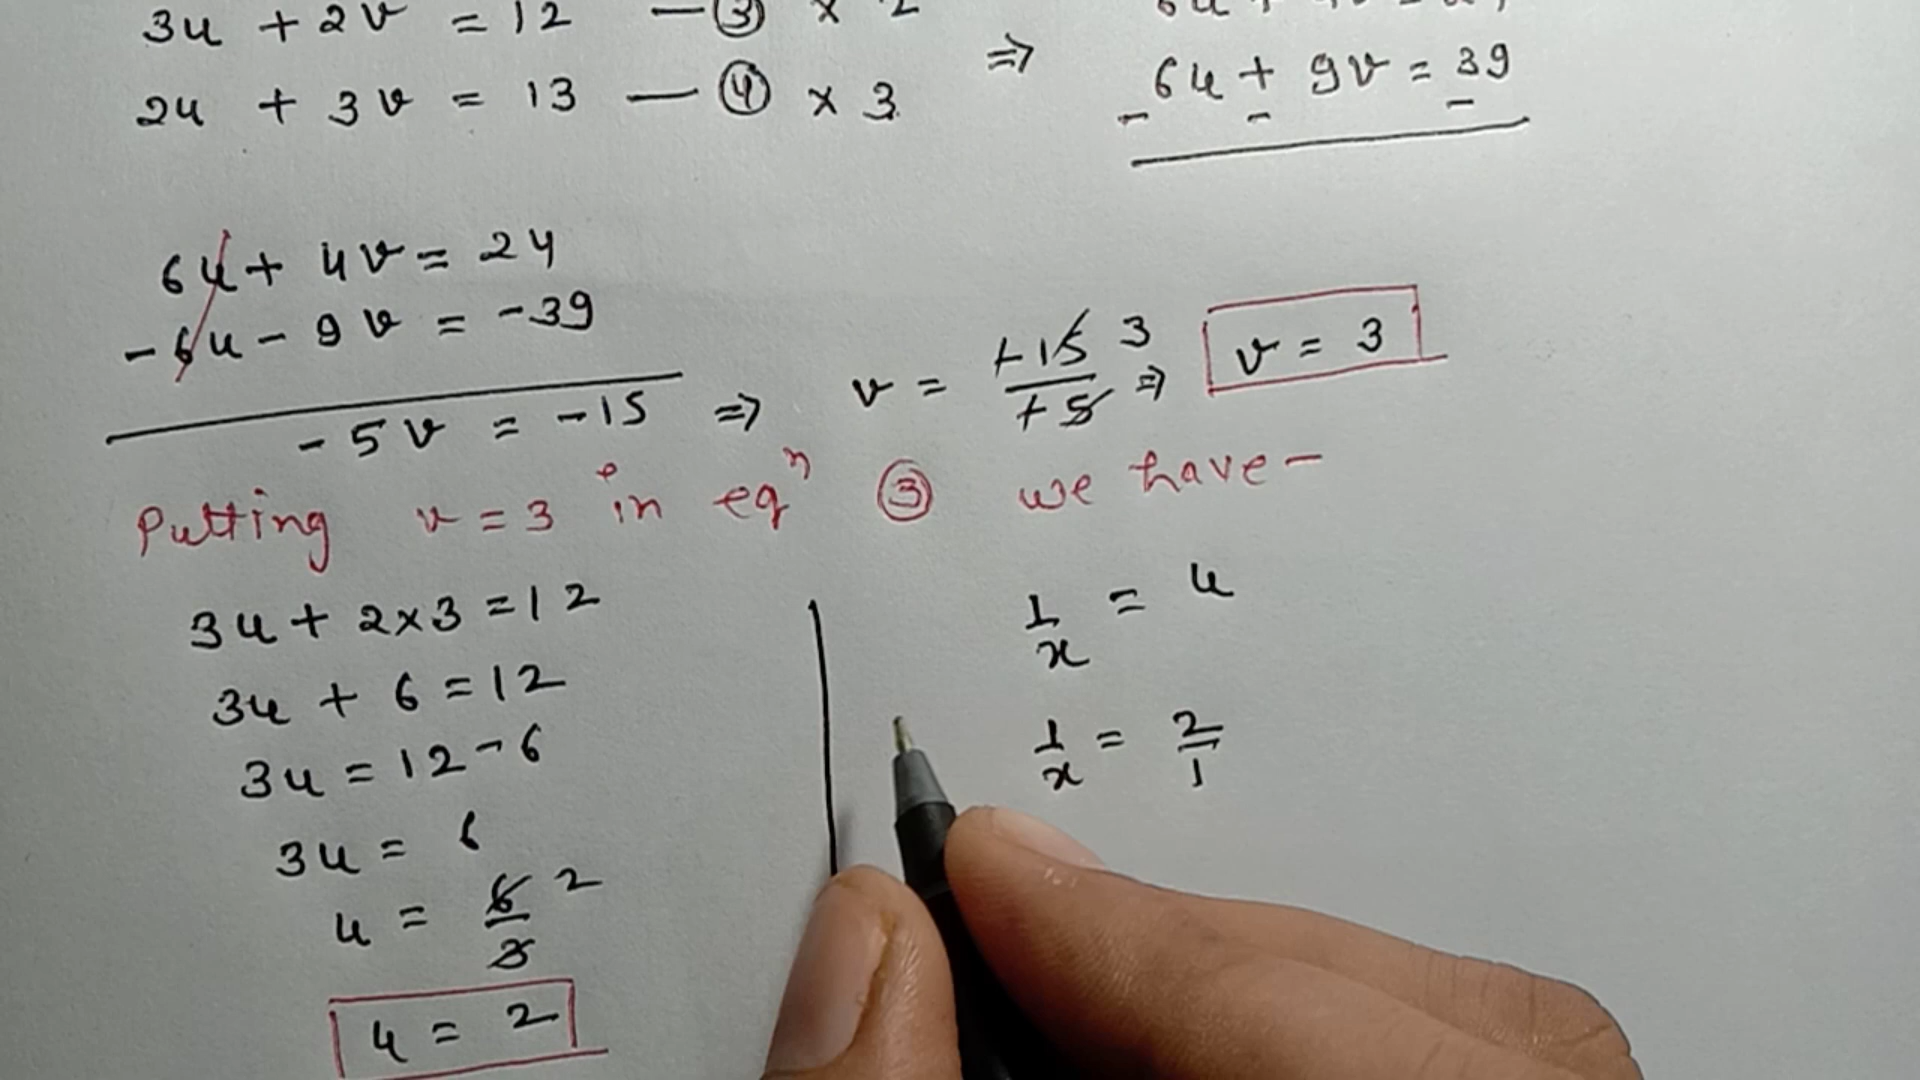 3u + 2v = 12 — ③ × 2
2u + 3v = 13 — ④ × 3
⇒ 6u + 9v = 39
- - -
6u + 4v = 24
-6u - 9v = -39
-5v = -15 ⇒ v = +15/+5 3 ⇒ v = 3
Putting v = 3 in eqⁿ ③ we have -
3u + 2×3 = 12
3u + 6 = 12
3u = 12 - 6
3u = 6
u = 6/3 2
u = 2
1/x = u
1/x = 2/1